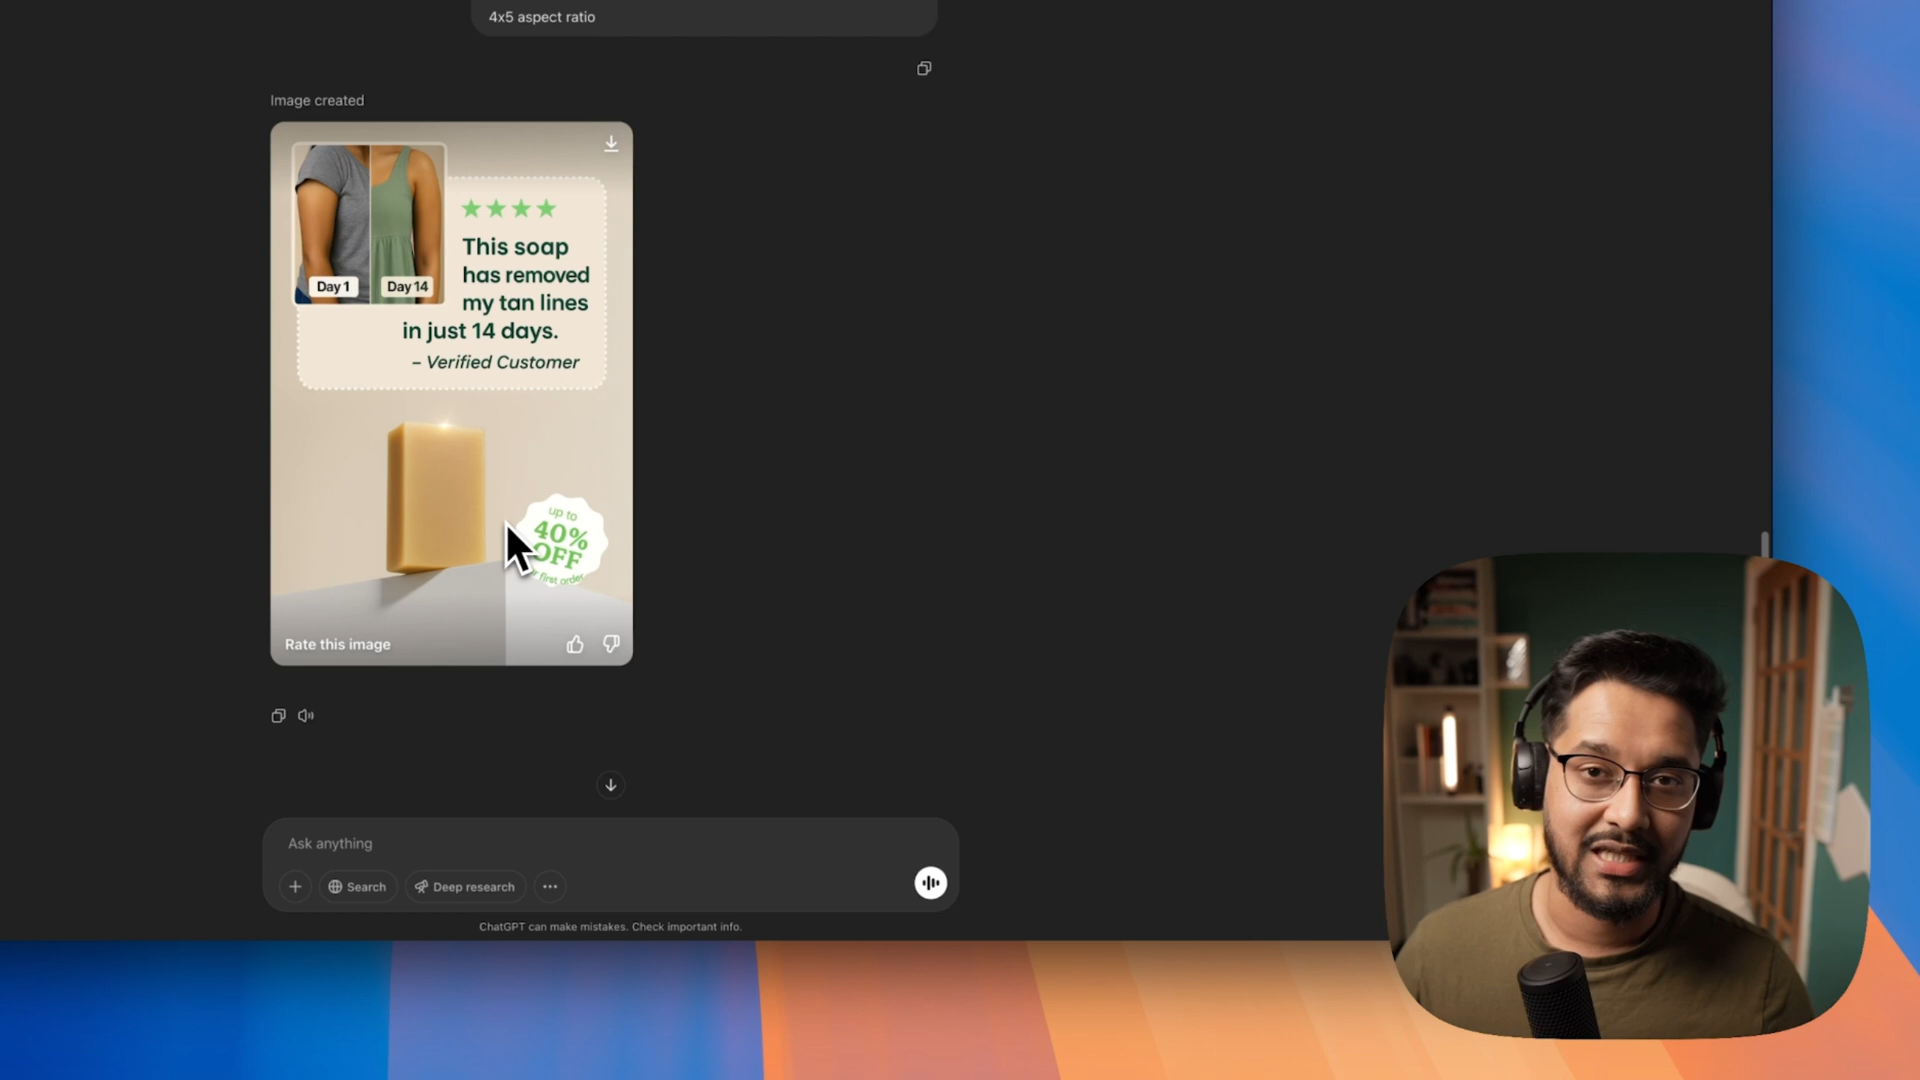 4x5 aspect ratio
Image created
★★★★
This soap
has removed
my tan lines
in just 14 days.
– Verified Customer
Day 1
Day 14
up to
40%
OFF
first order
Rate this image
Ask anything
Search
Deep research
ChatGPT can make mistakes. Check important info.